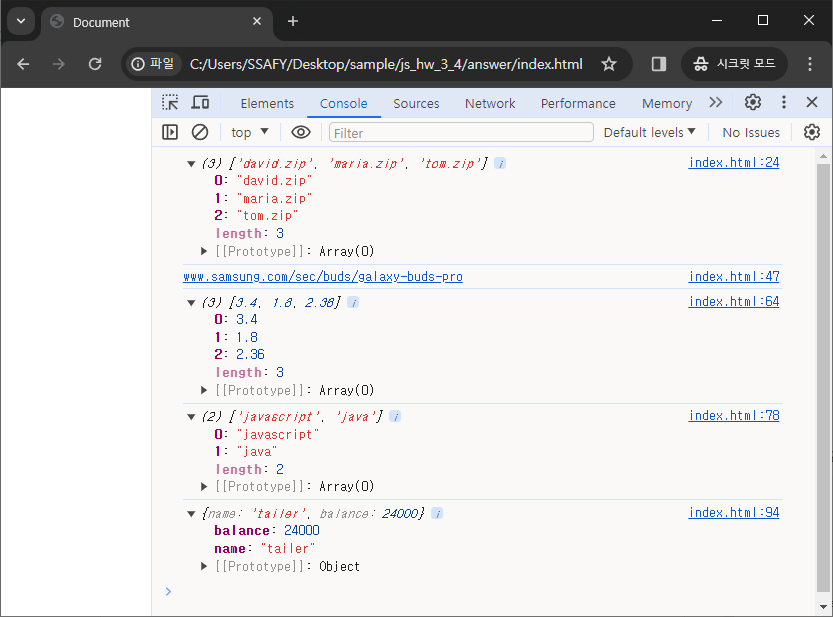 Document
파일 C:/Users/SSAFY/Desktop/sample/js_hw_3_4/answer/index.html 시크릿 모드
Elements Console Sources Network Performance Memory
top Filter Default levels No Issues
(3) ['david.zip', 'maria.zip', 'tom.zip'] i index.html:24
0: "david.zip"
1: "maria.zip"
2: "tom.zip"
length: 3
[[Prototype]]: Array(0)
www.samsung.com/sec/buds/galaxy-buds-pro index.html:47
(3) [3.4, 1.8, 2.36] i index.html:64
0: 3.4
1: 1.8
2: 2.36
length: 3
[[Prototype]]: Array(0)
(2) ['javascript', 'java'] i index.html:78
0: "javascript"
1: "java"
length: 2
[[Prototype]]: Array(0)
{name: 'tailer', balance: 24000} i index.html:94
balance: 24000
name: "tailer"
[[Prototype]]: Object